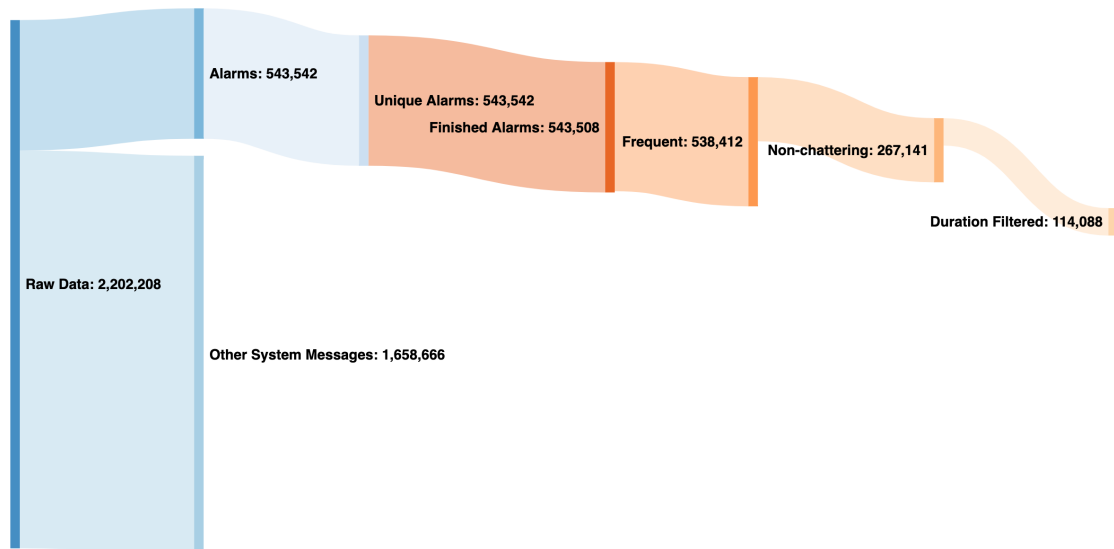 Alarms: 543,542
Unique Alarms: 543,542
Finished Alarms: 543,508
Frequent: 538,412
Non-chattering: 267,141
Duration Filtered: 114,088
Raw Data: 2,202,208
Other System Messages: 1,658,666